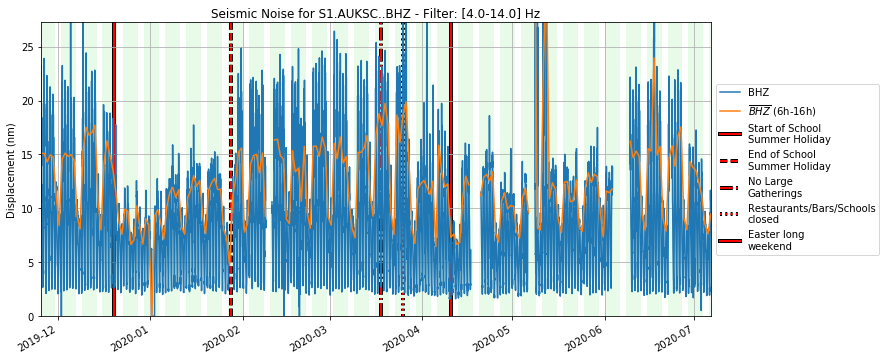 Seismic Noise for S1.AUKSC..BHZ - Filter: [4.0-14.0] Hz
Displacement (nm)
25
20
15
10
5
0
2019-12
2020-01
2020-02
2020-03
2020-04
2020-05
2020-06
2020-07
BHZ
BHZ (6h-16h)
Start of School
Summer Holiday
End of School
Summer Holiday
No Large
Gatherings
Restaurants/Bars/Schools
closed
Easter long
weekend